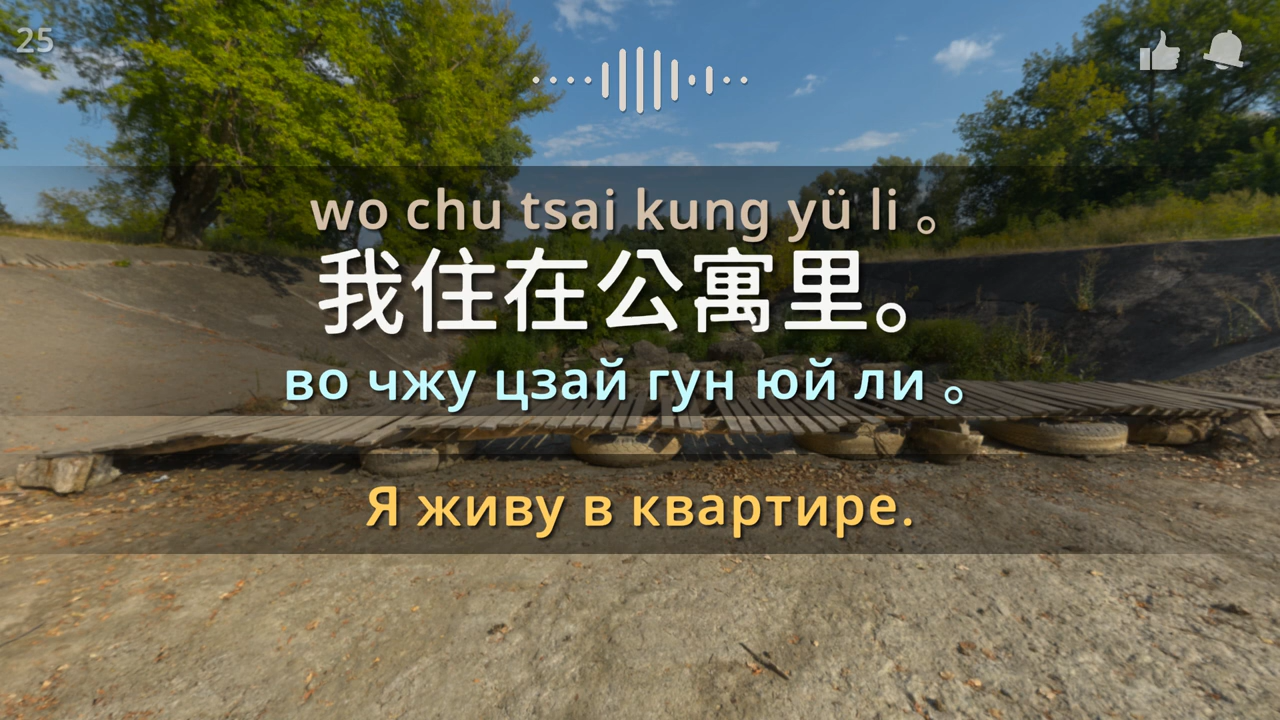 25
wo chu tsai kung yü li 。
我住在公寓里。
во чжу цзай гун юй ли 。
Я живу в квартире.